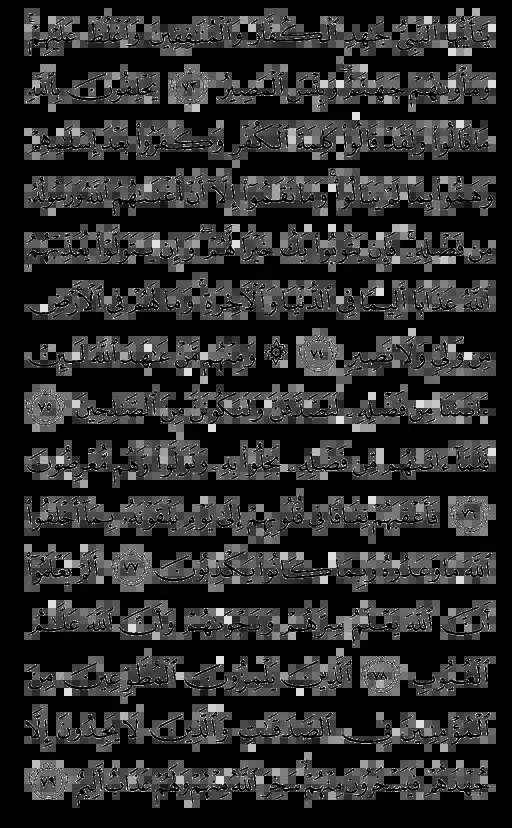 يَـٰٓأَيُّهَا ٱلنَّبِىُّ جَـٰهِدِ ٱلْكُفَّارَ وَٱلْمُنَـٰفِقِينَ وَٱغْلُظْ عَلَيْهِمْ
وَمَأْوَىٰهُمْ جَهَنَّمُ وَبِئْسَ ٱلْمَصِيرُ ٧٣ يَحْلِفُونَ بِٱللَّهِ
مَا قَالُوا۟ وَلَقَدْ قَالُوا۟ كَلِمَةَ ٱلْكُفْرِ وَكَفَرُوا۟ بَعْدَ إِسْلَـٰمِهِمْ
وَهَمُّوا۟ بِمَا لَمْ يَنَالُوا۟ وَمَا نَقَمُوٓا۟ إِلَّآ أَنْ أَغْنَىٰهُمُ ٱللَّهُ وَرَسُولُهُۥ
مِن فَضْلِهِۦ فَإِن يَتُوبُوا۟ يَكُ خَيْرًا لَّهُمْ وَإِن يَتَوَلَّوْا۟ يُعَذِّبْهُمُ
ٱللَّهُ عَذَابًا أَلِيمًا فِى ٱلدُّنْيَا وَٱلْـَٔاخِرَةِ وَمَا لَهُمْ فِى ٱلْأَرْضِ
مِن وَلِىٍّ وَلَا نَصِيرٍ ٧٤ ۞ وَمِنْهُم مَّنْ عَـٰهَدَ ٱللَّهَ لَئِنْ
ءَاتَىٰنَا مِن فَضْلِهِۦ لَنَصَّدَّقَنَّ وَلَنَكُونَنَّ مِنَ ٱلصَّـٰلِحِينَ ٧٥
فَلَمَّآ ءَاتَىٰهُم مِّن فَضْلِهِۦ بَخِلُوا۟ بِهِۦ وَتَوَلَّوا۟ وَّهُم مُّعْرِضُونَ
٧٦ فَأَعْقَبَهُمْ نِفَاقًا فِى قُلُوبِهِمْ إِلَىٰ يَوْمِ يَلْقَوْنَهُۥ بِمَآ أَخْلَفُوا۟
ٱللَّهَ مَا وَعَدُوهُ وَبِمَا كَانُوا۟ يَكْذِبُونَ ٧٧ أَلَمْ يَعْلَمُوٓا۟
أَنَّ ٱللَّهَ يَعْلَمُ سِرَّهُمْ وَنَجْوَىٰهُمْ وَأَنَّ ٱللَّهَ عَلَّـٰمُ
ٱلْغُيُوبِ ٧٨ ٱلَّذِينَ يَلْمِزُونَ ٱلْمُطَّوِّعِينَ مِنَ
ٱلْمُؤْمِنِينَ فِى ٱلصَّدَقَـٰتِ وَٱلَّذِينَ لَا يَجِدُونَ إِلَّا
جُهْدَهُمْ فَيَسْخَرُونَ مِنْهُمْ سَخِرَ ٱللَّهُ مِنْهُمْ وَلَهُمْ عَذَابٌ أَلِيمٌ ٧٩